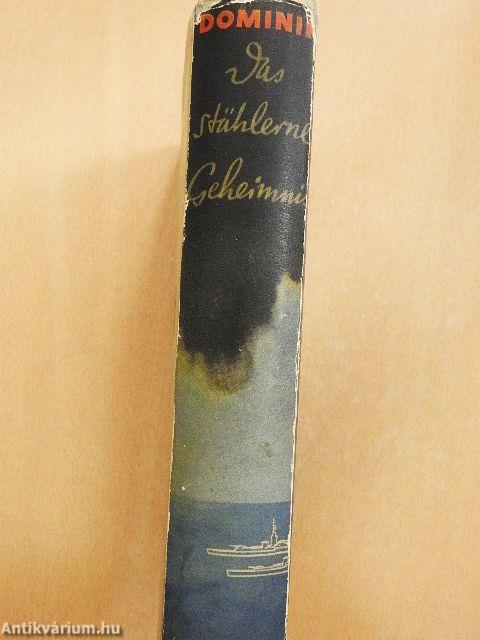 DOMINI
Das
stählerne
Geheimni
Antikvárium.hu